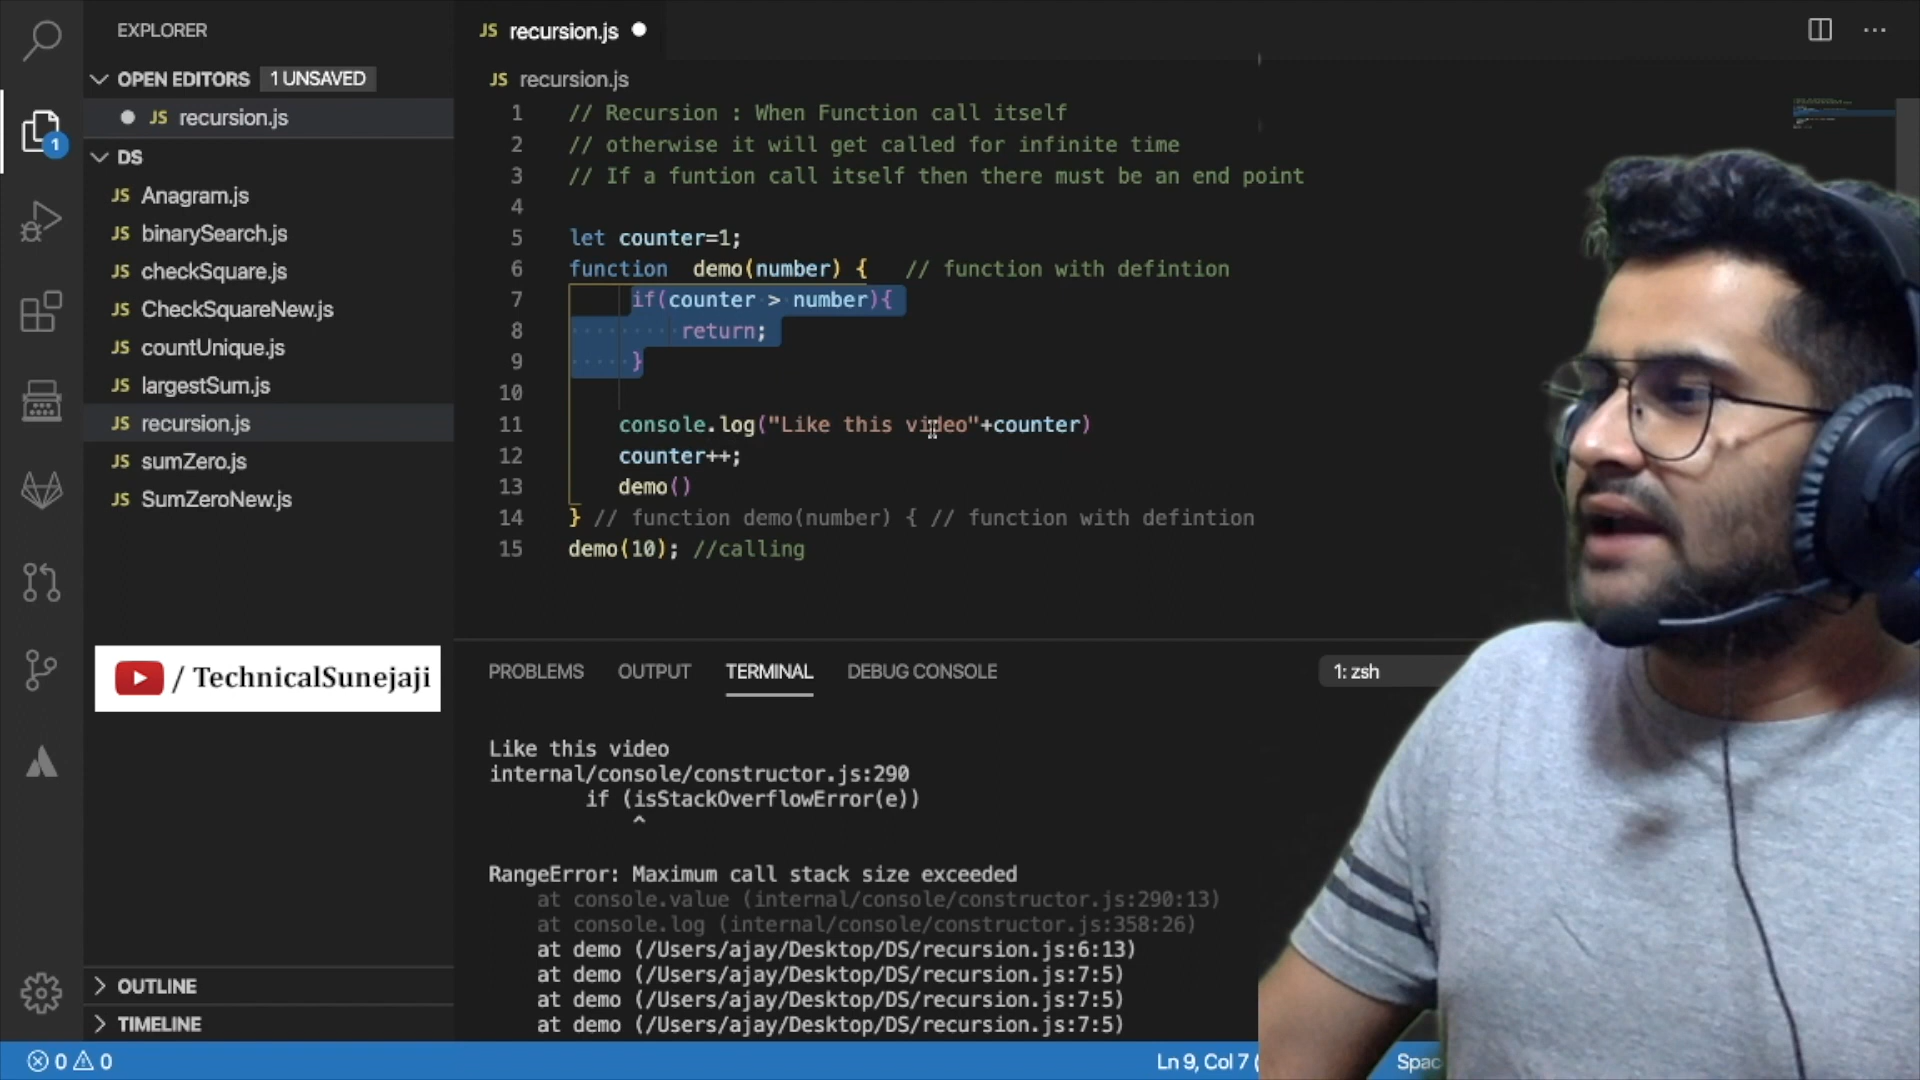 EXPLORER
OPEN EDITORS 1 UNSAVED
JS recursion.js
DS
JS Anagram.js
JS binarySearch.js
JS checkSquare.js
JS CheckSquareNew.js
JS countUnique.js
JS largestSum.js
JS recursion.js
JS sumZero.js
JS SumZeroNew.js
1
/ TechnicalSunejaji
OUTLINE
TIMELINE
JS recursion.js
JS recursion.js
1 // Recursion : When Function call itself
2 // otherwise it will get called for infinite time
3 // If a funtion call itself then there must be an end point
4
5 let counter=1;
6 function demo(number) { // function with defintion
7 if(counter > number){
8 return;
9 }
10
11 console.log("Like this video"+counter)
12 counter++;
13 demo()
14 } // function demo(number) { // function with defintion
15 demo(10); //calling
PROBLEMS OUTPUT TERMINAL DEBUG CONSOLE 1: zsh
Like this video
internal/console/constructor.js:290
if (isStackOverflowError(e))
^
RangeError: Maximum call stack size exceeded
at console.value (internal/console/constructor.js:290:13)
at console.log (internal/console/constructor.js:358:26)
at demo (/Users/ajay/Desktop/DS/recursion.js:6:13)
at demo (/Users/ajay/Desktop/DS/recursion.js:7:5)
at demo (/Users/ajay/Desktop/DS/recursion.js:7:5)
at demo (/Users/ajay/Desktop/DS/recursion.js:7:5)
0 0 Ln 9, Col 7 ( Spac